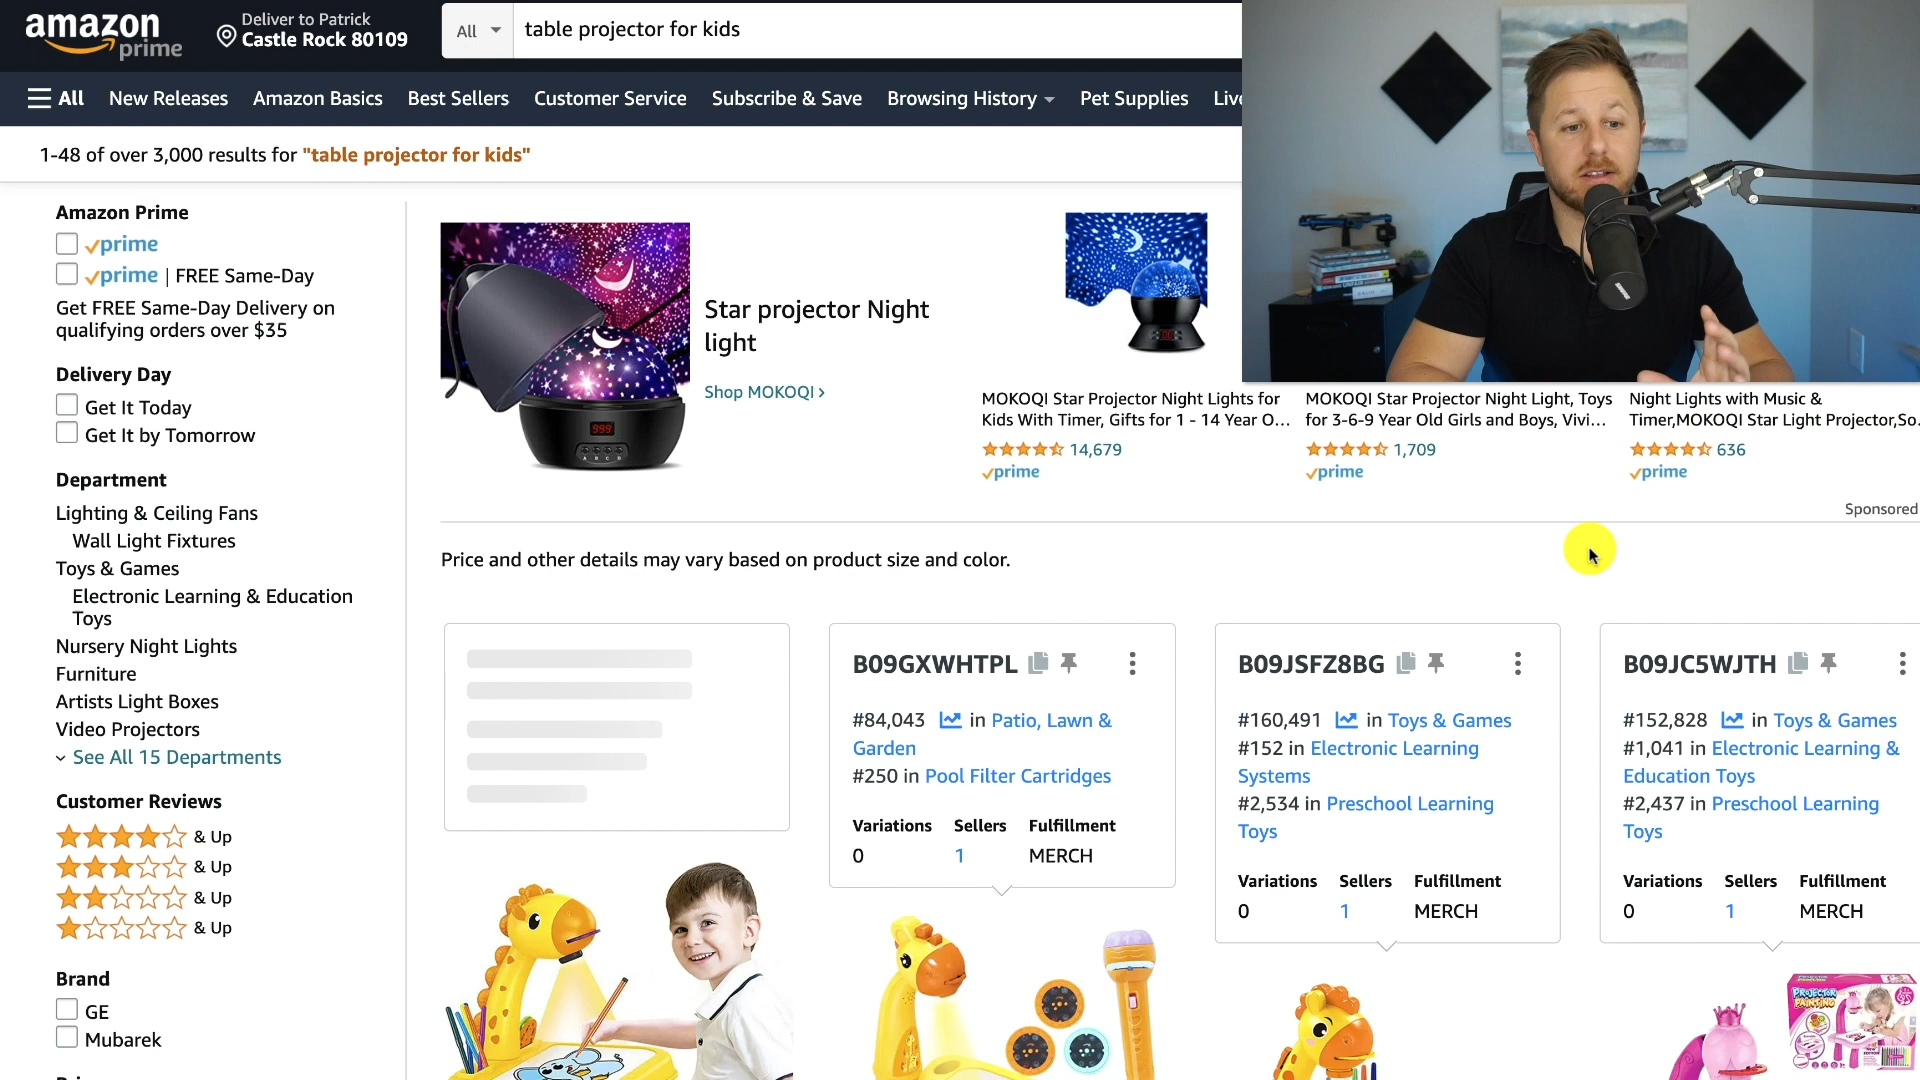 amazon
prime
Deliver to Patrick
Castle Rock 80109
All
table projector for kids
All
New Releases
Amazon Basics
Best Sellers
Customer Service
Subscribe & Save
Browsing History
Pet Supplies
Live
1-48 of over 3,000 results for "table projector for kids"
Amazon Prime
prime
prime | FREE Same-Day
Get FREE Same-Day Delivery on
qualifying orders over $35
Delivery Day
Get It Today
Get It by Tomorrow
Department
Lighting & Ceiling Fans
Wall Light Fixtures
Toys & Games
Electronic Learning & Education
Toys
Nursery Night Lights
Furniture
Artists Light Boxes
Video Projectors
See All 15 Departments
Customer Reviews
& Up
& Up
& Up
& Up
Brand
GE
Mubarek
999
A B C D
Star projector Night
light
Shop MOKOQI ›
MOKOQI Star Projector Night Lights for
Kids With Timer, Gifts for 1 - 14 Year O...
14,679
prime
MOKOQI Star Projector Night Light, Toys
for 3-6-9 Year Old Girls and Boys, Vivi...
1,709
prime
Night Lights with Music &
Timer,MOKOQI Star Light Projector,So.
636
prime
Sponsored
Price and other details may vary based on product size and color.
B09GXWHTPL
#84,043 in Patio, Lawn &
Garden
#250 in Pool Filter Cartridges
Variations Sellers Fulfillment
0 1 MERCH
B09JSFZ8BG
#160,491 in Toys & Games
#152 in Electronic Learning
Systems
#2,534 in Preschool Learning
Toys
Variations Sellers Fulfillment
0 1 MERCH
B09JC5WJTH
#152,828 in Toys & Games
#1,041 in Electronic Learning &
Education Toys
#2,437 in Preschool Learning
Toys
Variations Sellers Fulfillment
0 1 MERCH
PROJECTOR
PAINTING